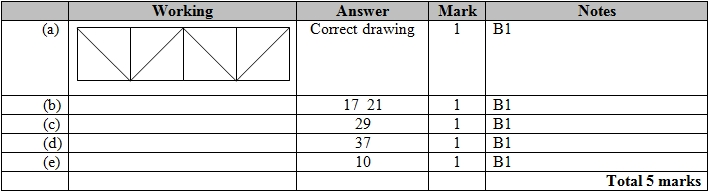 Working Answer Mark Notes
(a) Correct drawing 1 B1
(b) 17 21 1 B1
(c) 29 1 B1
(d) 37 1 B1
(e) 10 1 B1
Total 5 marks